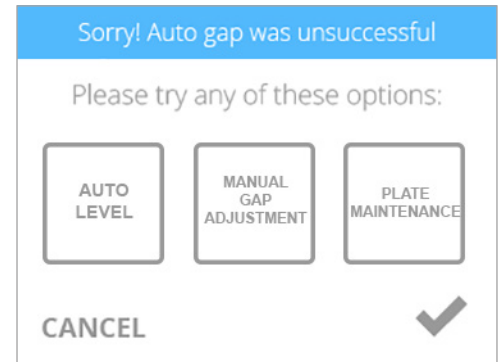 Sorry! Auto gap was unsuccessful
Please try any of these options:
AUTO
LEVEL
MANUAL
GAP
ADJUSTMENT
PLATE
MAINTENANCE
CANCEL